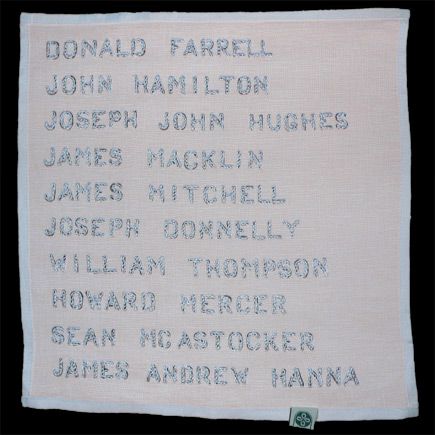 DONALD FARRELL
JOHN HAMILTON
JOSEPH JOHN HUGHES
JAMES MACKLIN
JAMES MITCHELL
JOSEPH DONNELLY
WILLIAM THOMPSON
HOWARD MERCER
SEAN MCASTOCKER
JAMES ANDREW HANNA